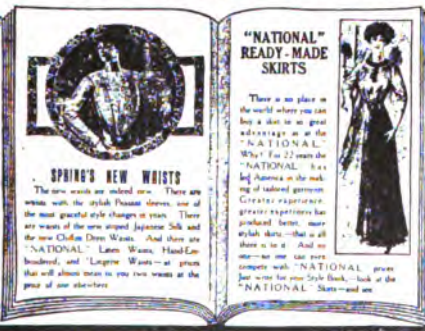 SPRING'S NEW WAISTS
The new waists are indeed new. There are
waists with the stylish Peasant sleeves, one of
the most graceful style changes in years. There
are waists of the new striped Japanese Silk and
the new Chiffon Dress Waists. And there are
"NATIONAL" Lawn Waists, Hand-Em-
broidered, and Lingerie Waists—at prices
that will almost mean to you two waists at the
price of one elsewhere
"NATIONAL"
READY-MADE
SKIRTS
There is no place in
the world where you can
buy a skirt to so great
advantage as at the
"NATIONAL."
Why? For 22 years the
"NATIONAL" has
led America in the mak-
ing of tailored garments.
Greater experience,
greater expertness has
produced better, more
stylish skirts,—that is all
there is to it. And no
one—no one can ever
compete with "NATIONAL" prices
Just write for your Style Book,—look at the
"NATIONAL" Skirts—and see